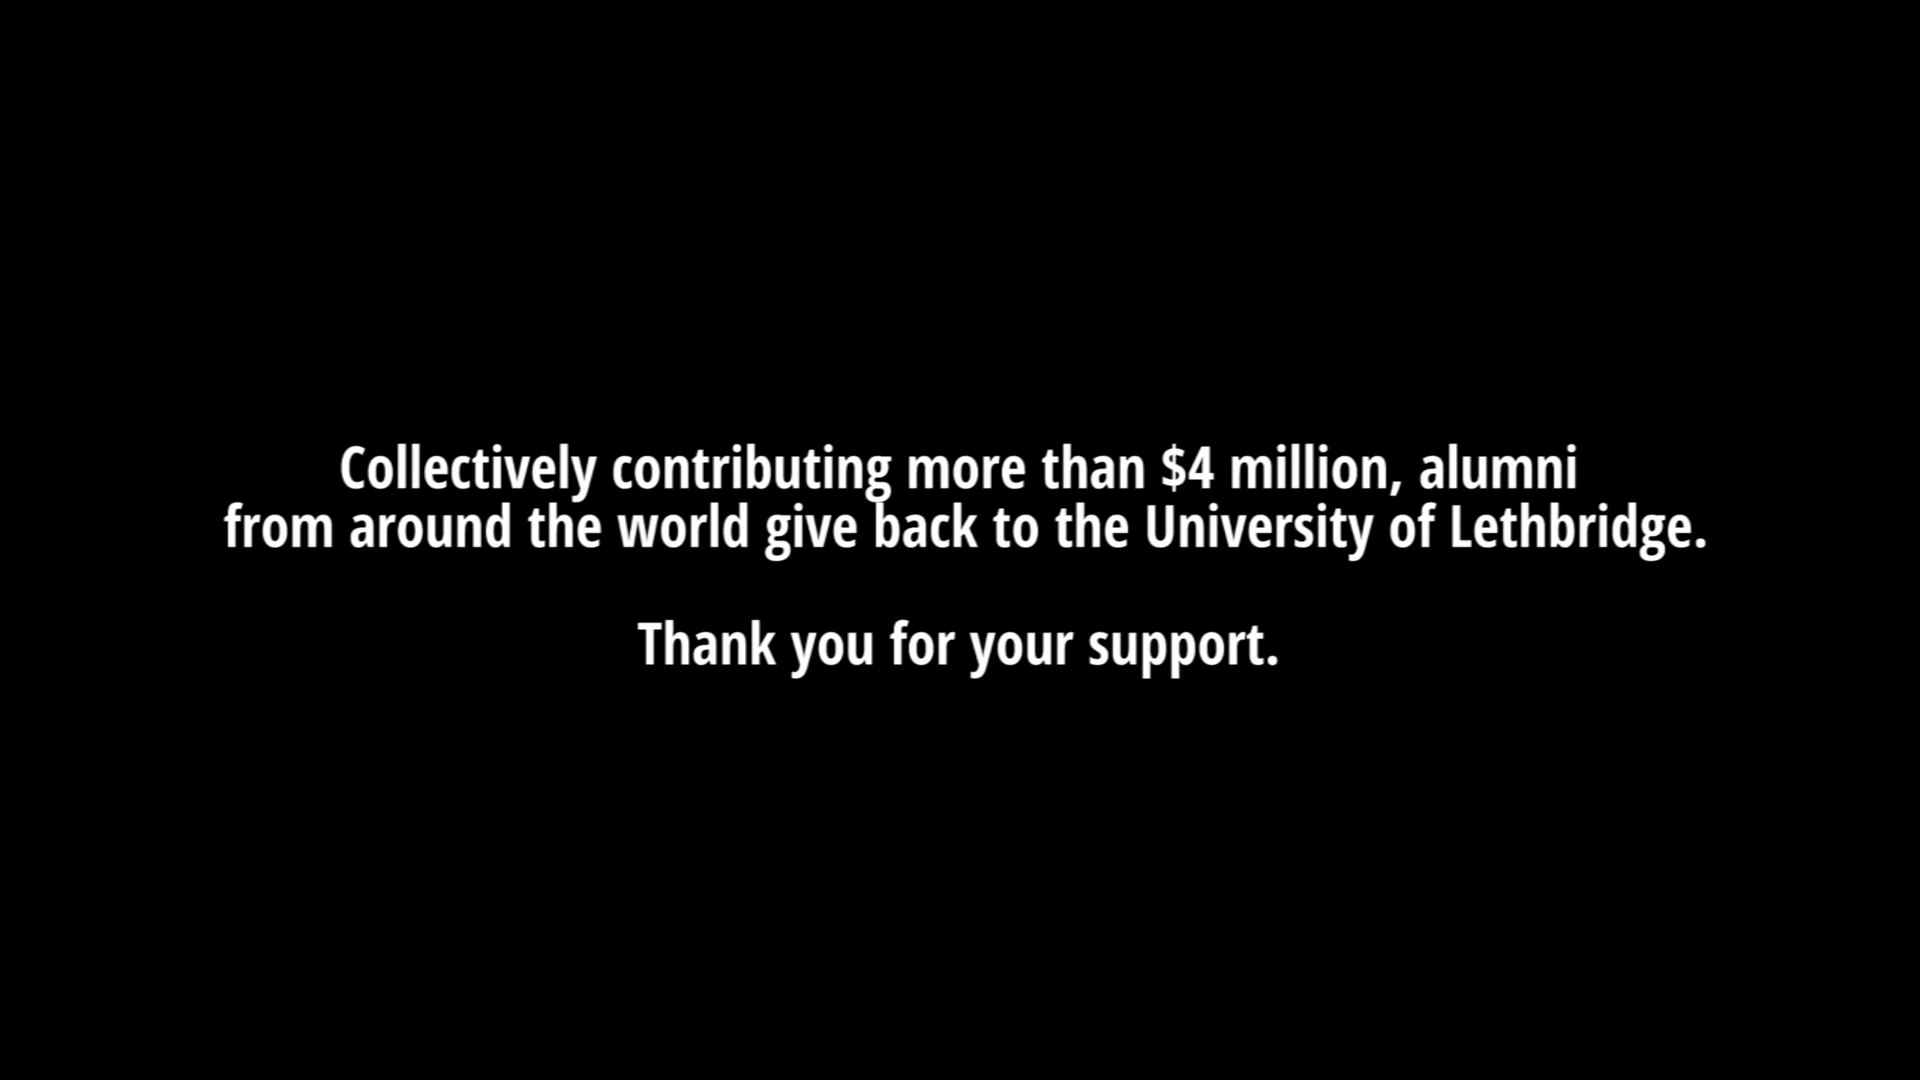 Collectively contributing more than $4 million, alumni
from around the world give back to the University of Lethbridge.
Thank you for your support.